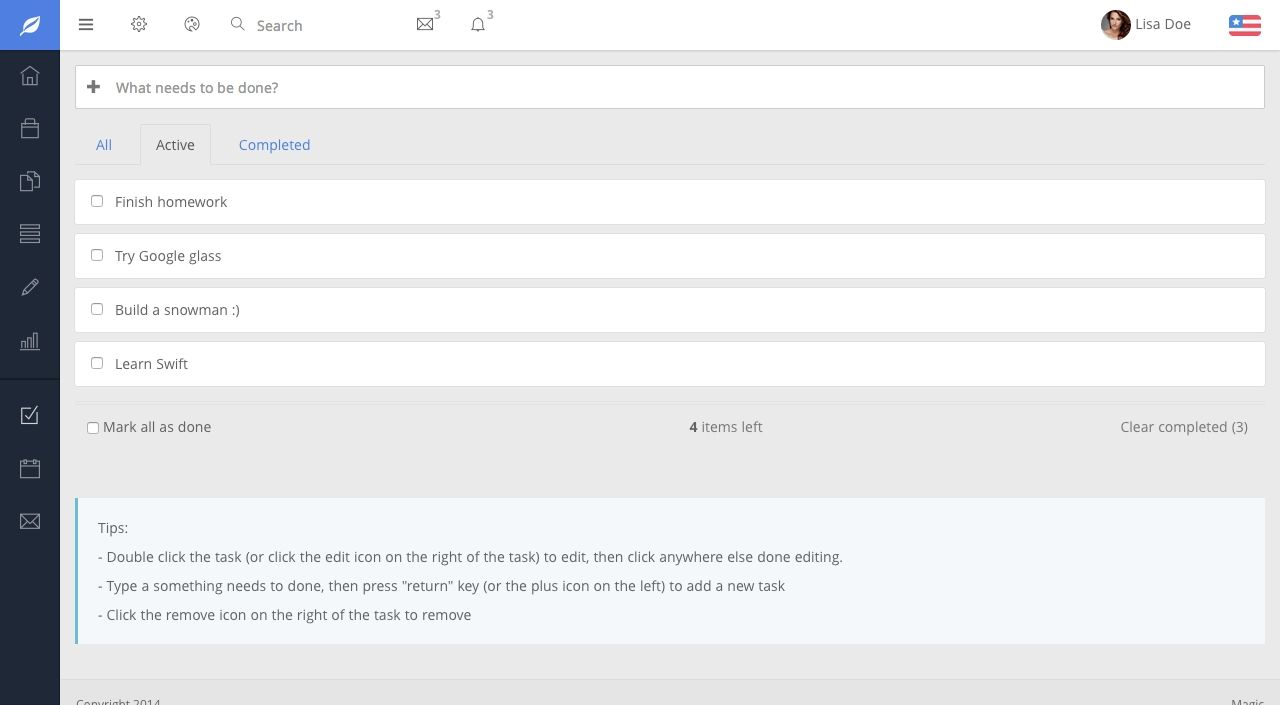 Search
3
3
Lisa Doe
What needs to be done?
All
Active
Completed
Finish homework
Try Google glass
Build a snowman :)
Learn Swift
Mark all as done
4 items left
Clear completed (3)
Tips:
- Double click the task (or click the edit icon on the right of the task) to edit, then click anywhere else done editing.
- Type a something needs to done, then press "return" key (or the plus icon on the left) to add a new task
- Click the remove icon on the right of the task to remove
Copyright 2014
Magic